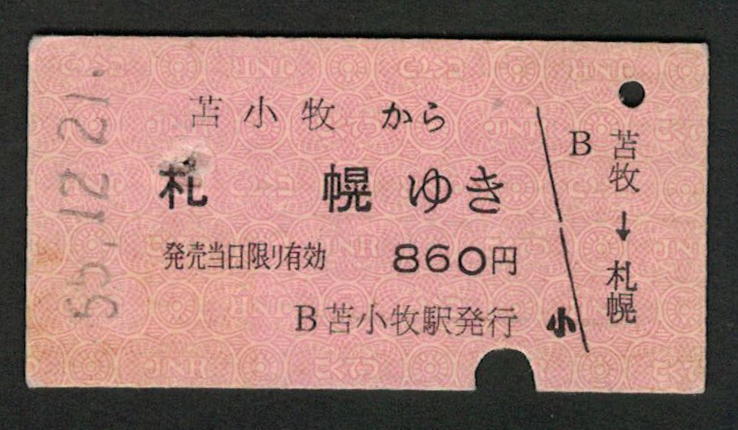 55.12.21.
苫小牧から
札幌ゆき
発売当日限り有効 860円
B苫小牧駅発行
小
B
苫牧→札幌